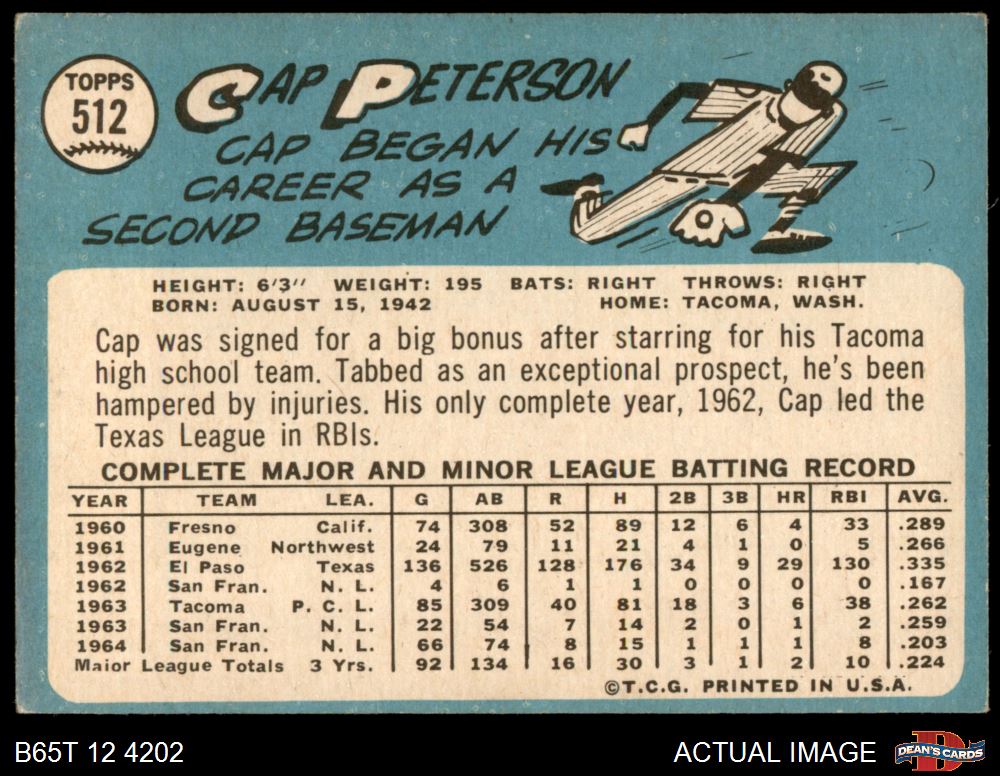 TOPPS
512
CAP PETERSON
CAP BEGAN HIS
CAREER AS A
SECOND BASEMAN
HEIGHT: 6'3" WEIGHT: 195 BATS: RIGHT THROWS: RIGHT
BORN: AUGUST 15, 1942 HOME: TACOMA, WASH.
Cap was signed for a big bonus after starring for his Tacoma
high school team. Tabbed as an exceptional prospect, he's been
hampered by injuries. His only complete year, 1962, Cap led the
Texas League in RBIs.
COMPLETE MAJOR AND MINOR LEAGUE BATTING RECORD
YEAR TEAM LEA. G AB R H 2B 3B HR RBI AVG.
1960 Fresno Calif. 74 308 52 89 12 6 4 33 .289
1961 Eugene Northwest 24 79 11 21 4 1 0 5 .266
1962 El Paso Texas 136 526 128 176 34 9 29 130 .335
1962 San Fran. N. L. 4 6 1 1 0 0 0 0 .167
1963 Tacoma P. C. L. 85 309 40 81 18 3 6 38 .262
1963 San Fran. N. L. 22 54 7 14 2 0 1 2 .259
1964 San Fran. N. L. 66 74 8 15 1 1 1 8 .203
Major League Totals 3 Yrs. 92 134 16 30 3 1 2 10 .224
©T.C.G. PRINTED IN U.S.A.
B65T 12 4202 ACTUAL IMAGE D DEAN'S CARDS